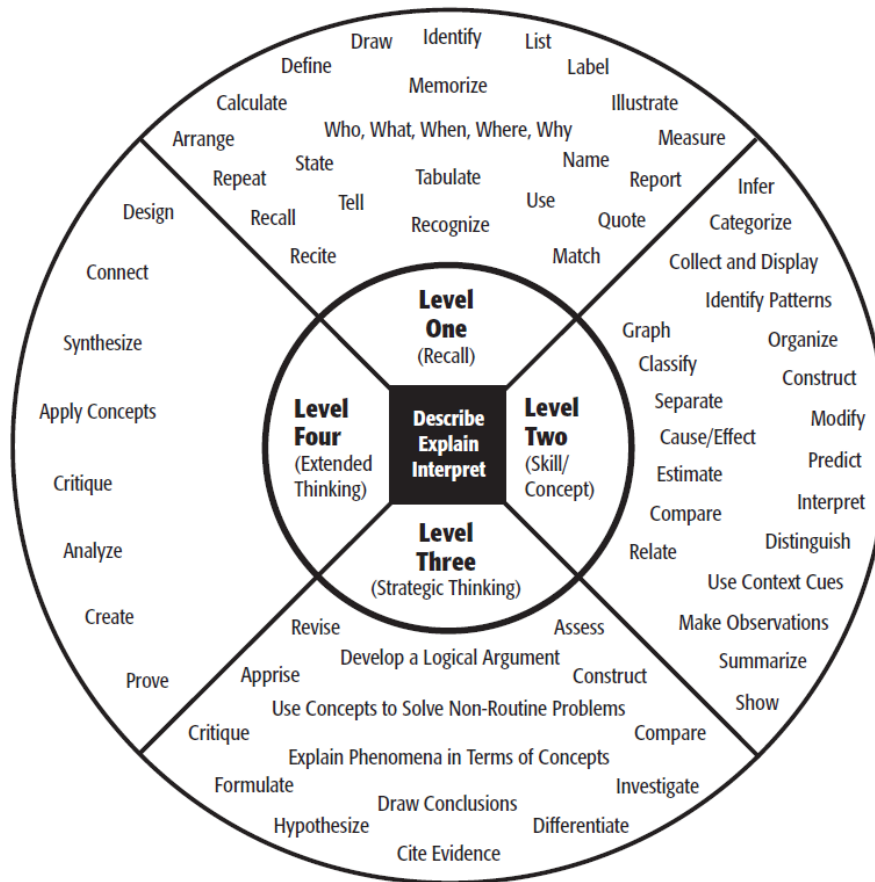 Draw
Identify
List
Define
Label
Memorize
Calculate
Illustrate
Arrange
Who, What, When, Where, Why
Measure
State
Name
Repeat
Tabulate
Report
Tell
Use
Recall
Recognize
Quote
Recite
Match
Level
One
(Recall)
Infer
Categorize
Collect and Display
Identify Patterns
Graph
Organize
Classify
Construct
Separate
Modify
Cause/Effect
Predict
Estimate
Interpret
Compare
Distinguish
Relate
Use Context Cues
Make Observations
Summarize
Show
Level
Two
(Skill/
Concept)
Describe
Explain
Interpret
Level
Three
(Strategic Thinking)
Revise
Assess
Develop a Logical Argument
Apprise
Construct
Use Concepts to Solve Non-Routine Problems
Critique
Compare
Explain Phenomena in Terms of Concepts
Formulate
Investigate
Draw Conclusions
Hypothesize
Differentiate
Cite Evidence
Level
Four
(Extended
Thinking)
Design
Connect
Synthesize
Apply Concepts
Critique
Analyze
Create
Prove